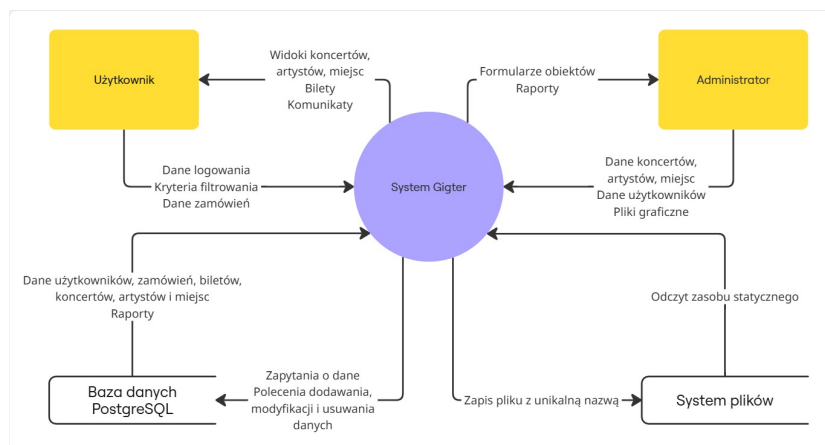 Użytkownik
Widoki koncertów,
artystów, miejsc
Bilety
Komunikaty
Formularze obiektów
Raporty
Administrator
Dane logowania
Kryteria filtrowania
Dane zamówień
System Gigter
Dane koncertów,
artystów, miejsc
Dane użytkowników
Pliki graficzne
Dane użytkowników, zamówień, biletów,
koncertów, artystów i miejsc
Raporty
Odczyt zasobu statycznego
Baza danych
PostgreSQL
Zapytania o dane
Polecenia dodawania,
modyfikacji i usuwania
danych
Zapis pliku z unikalną nazwą
System plików